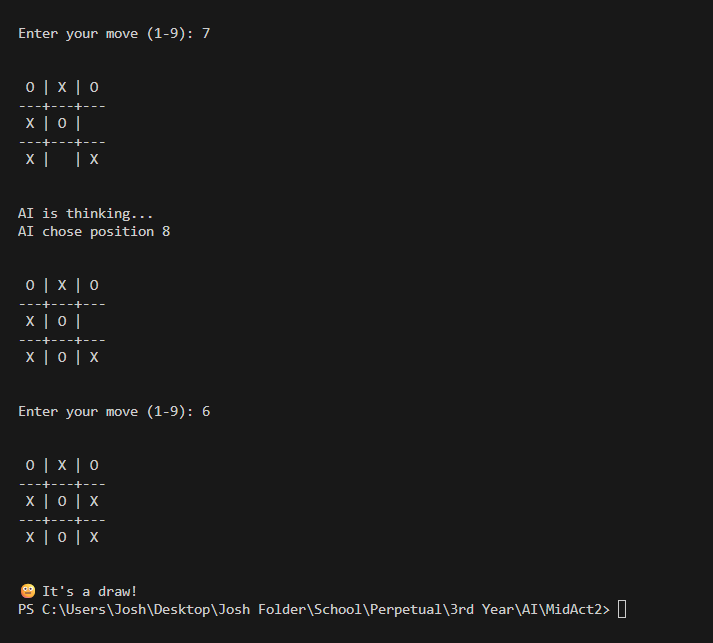 Enter your move (1-9): 7
 O | X | O
---+---+---
 X | O |
---+---+---
 X |   | X
AI is thinking...
AI chose position 8
 O | X | O
---+---+---
 X | O |
---+---+---
 X | O | X
Enter your move (1-9): 6
 O | X | O
---+---+---
 X | O | X
---+---+---
 X | O | X
😐 It's a draw!
PS C:\Users\Josh\Desktop\Josh Folder\School\Perpetual\3rd Year\AI\MidAct2>